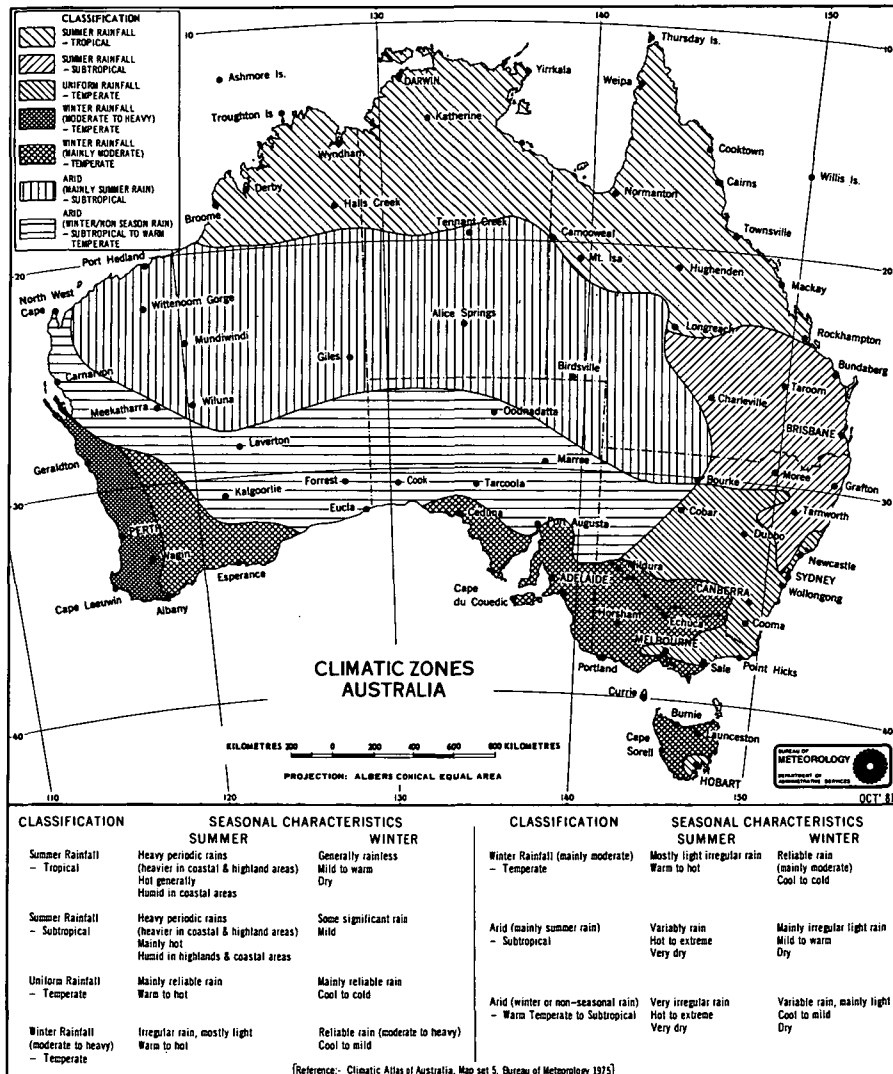 CLASSIFICATION
SUMMER RAINFALL
– TROPICAL
SUMMER RAINFALL
– SUBTROPICAL
UNIFORM RAINFALL
– TEMPERATE
WINTER RAINFALL
(MODERATE TO HEAVY)
– TEMPERATE
WINTER RAINFALL
(MAINLY MODERATE)
– TEMPERATE
ARID
(MAINLY SUMMER RAIN)
– SUBTROPICAL
ARID
(WINTER/NON SEASON RAIN)
– SUBTROPICAL TO WARM
TEMPERATE
10
130
140
150
10
Thursday Is.
Ashmore Is.
DARWIN
Yirrkala
Weipa
Troughton Is
Katherine
Wyndham
Cooktown
Cairns
Willis Is.
Derby
Normanton
Broome
Halls Creek
Tennant Creek
Camooweal
Townsville
Port Hedland
Mt. Isa
Hughenden
20
20
North West
Cape
Mackay
Wittenoom Gorge
Alice Springs
Longreach
Rockhampton
Mundiwindi
Giles
Birdsville
Bundaberg
Carnarvon
Taroom
Charleville
Meekatharra
Wiluna
Oodnadatta
BRISBANE
Laverton
Marree
Moree
Geraldton
Forrest
Cook
Tarcoola
Bourke
Grafton
Kalgoorlie
30
30
Eucla
Ceduna
Cobar
Tamworth
Port Augusta
Dubbo
PERTH
Newcastle
Wagin
Mildura
SYDNEY
Esperance
Cape
du Couedic
ADELAIDE
CANBERRA
Wollongong
Cape Leeuwin
Albany
Horsham
Echuca
Cooma
MELBOURNE
Portland
Sale
Point Hicks
CLIMATIC ZONES
AUSTRALIA
Currie
Burnie
Launceston
40
40
KILOMETRES 200 0 200 400 600 800 KILOMETRES
Cape
Sorell
PROJECTION: ALBERS CONICAL EQUAL AREA
HOBART
BUREAU OF
METEOROLOGY
DEPARTMENT OF
ADMINISTRATIVE SERVICES
110
120
130
140
150
CLASSIFICATION SEASONAL CHARACTERISTICS
SUMMER WINTER
Summer Rainfall Heavy periodic rains Generally rainless
– Tropical (heavier in coastal & highland areas) Mild to warm
Hot generally Dry
Humid in coastal areas
Summer Rainfall Heavy periodic rains Some significant rain
– Subtropical (heavier in coastal & highland areas) Mild
Mainly hot
Humid in highlands & coastal areas
Uniform Rainfall Mainly reliable rain Mainly reliable rain
– Temperate Warm to hot Cool to cold
Winter Rainfall Irregular rain, mostly light Reliable rain (moderate to heavy)
(moderate to heavy) Warm to hot Cool to mild
– Temperate
CLASSIFICATION SEASONAL CHARACTERISTICS
SUMMER WINTER
Winter Rainfall (mainly moderate) Mostly light irregular rain Reliable rain
– Temperate Warm to hot (mainly moderate)
Cool to cold
Arid (mainly summer rain) Variably rain Mainly irregular light rain
– Subtropical Hot to extreme Mild to warm
Very dry Dry
Arid (winter or non-seasonal rain) Very irregular rain Variable rain, mainly light
– Warm Temperate to Subtropical Hot to extreme Cool to mild
Very dry Dry
[Reference:- Climatic Atlas of Australia, Map set 5, Bureau of Meteorology 1975]